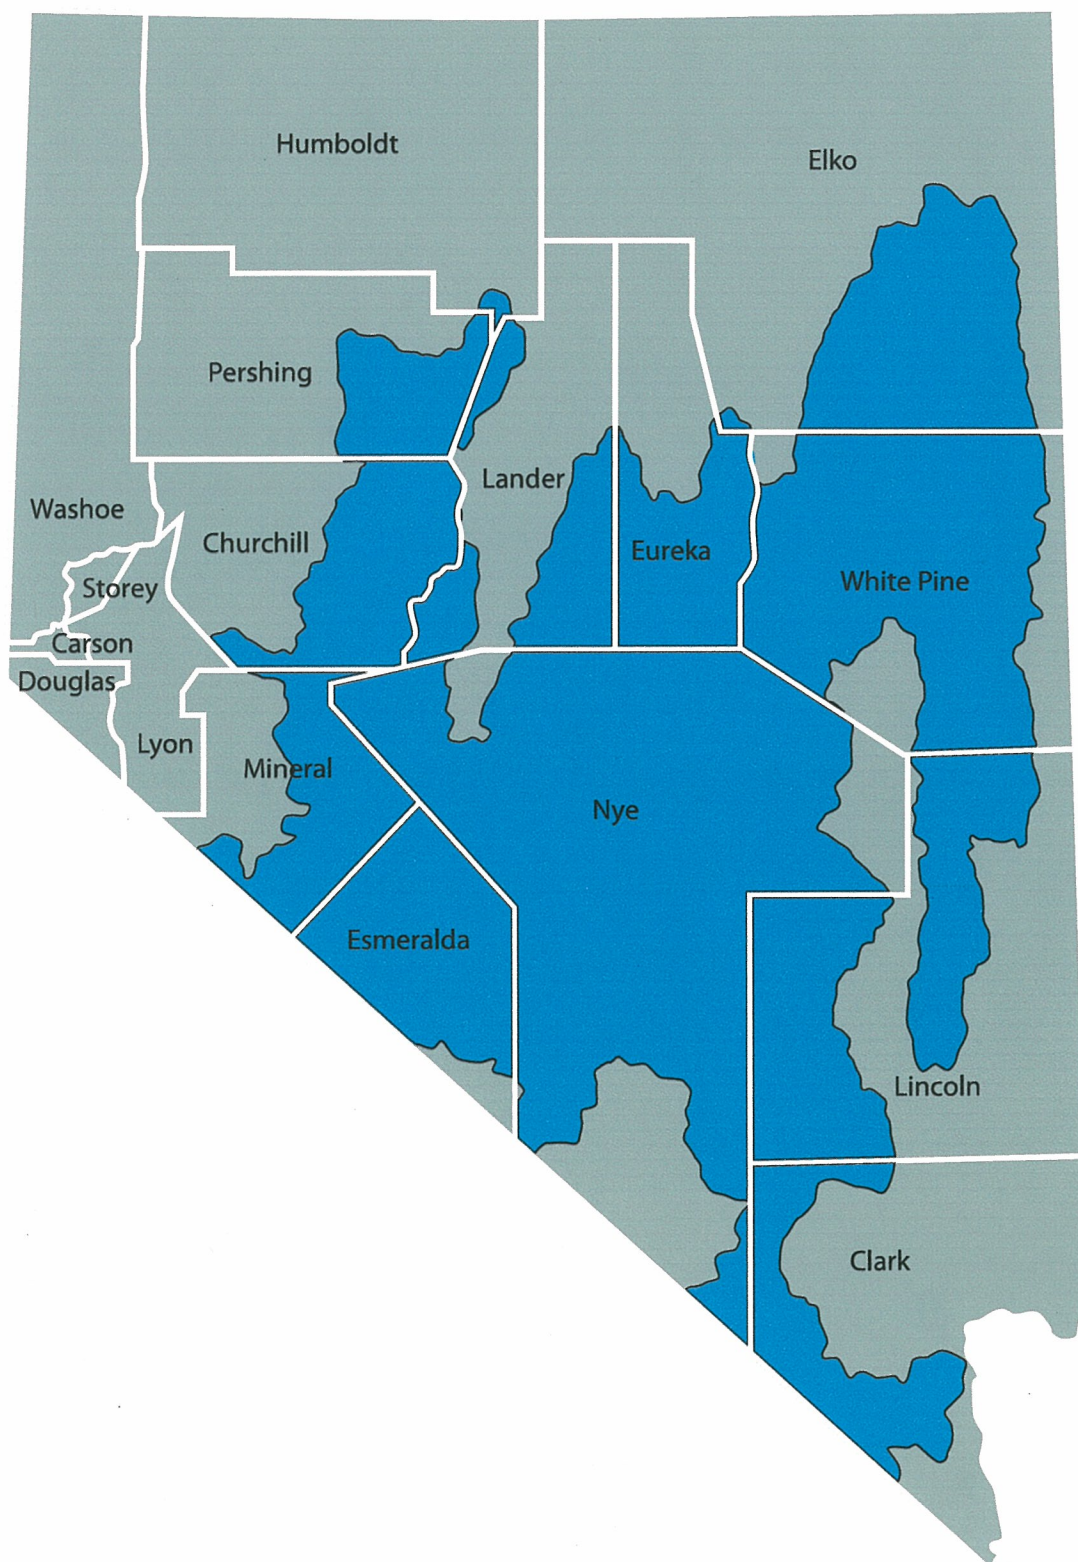 Humboldt
Elko
Pershing
Lander
Washoe
Churchill
Eureka
Storey
White Pine
Carson
Douglas
Lyon
Mineral
Nye
Esmeralda
Lincoln
Clark